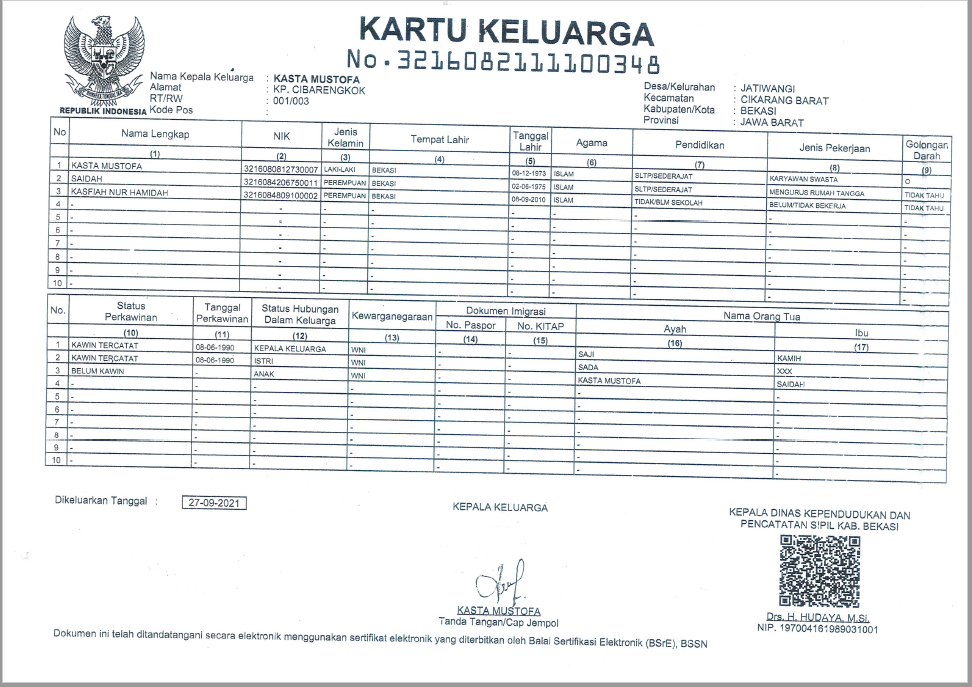 KARTU KELUARGA
No. 3216082111100348
REPUBLIK INDONESIA
Nama Kepala Keluarga : KASTA MUSTOFA
Alamat : KP. CIBARENGKOK
RT/RW : 001/003
Kode Pos :
Desa/Kelurahan : JATIWANGI
Kecamatan : CIKARANG BARAT
Kabupaten/Kota : BEKASI
Provinsi : JAWA BARAT
No Nama Lengkap NIK Jenis Kelamin Tempat Lahir Tanggal Lahir Agama Pendidikan Jenis Pekerjaan Golongan Darah
(1) (2) (3) (4) (5) (6) (7) (8) (9)
1 KASTA MUSTOFA 3216080812730007 LAKI-LAKI BEKASI 08-12-1973 ISLAM SLTP/SEDERAJAT KARYAWAN SWASTA O
2 SAIDAH 3216084206750011 PEREMPUAN BEKASI 02-06-1975 ISLAM SLTP/SEDERAJAT MENGURUS RUMAH TANGGA TIDAK TAHU
3 KASFIAH NUR HAMIDAH 3216084809100002 PEREMPUAN BEKASI 08-09-2010 ISLAM TIDAK/BLM SEKOLAH BELUM/TIDAK BEKERJA TIDAK TAHU
4 - - - - - - - - -
5 - - - - - - - - -
6 - - - - - - - - -
7 - - - - - - - - -
8 - - - - - - - - -
9 - - - - - - - - -
10 - - - - - - - - -
No. Status Perkawinan Tanggal Perkawinan Status Hubungan Dalam Keluarga Kewarganegaraan Dokumen Imigrasi Nama Orang Tua
No. Paspor No. KITAP Ayah Ibu
(10) (11) (12) (13) (14) (15) (16) (17)
1 KAWIN TERCATAT 08-06-1990 KEPALA KELUARGA WNI - - SAJI KAMIH
2 KAWIN TERCATAT 08-06-1990 ISTRI WNI - - SADA XXX
3 BELUM KAWIN - ANAK WNI - - KASTA MUSTOFA SAIDAH
4 - - - - - - - -
5 - - - - - - - -
6 - - - - - - - -
7 - - - - - - - -
8 - - - - - - - -
9 - - - - - - - -
10 - - - - - - - -
Dikeluarkan Tanggal : 27-09-2021
KEPALA KELUARGA
KASTA MUSTOFA
Tanda Tangan/Cap Jempol
KEPALA DINAS KEPENDUDUKAN DAN
PENCATATAN SIPIL KAB. BEKASI
Drs. H. HUDAYA, M.Si.
NIP. 197004161989031001
Dokumen ini telah ditandatangani secara elektronik menggunakan sertifikat elektronik yang diterbitkan oleh Balai Sertifikasi Elektronik (BSrE), BSSN